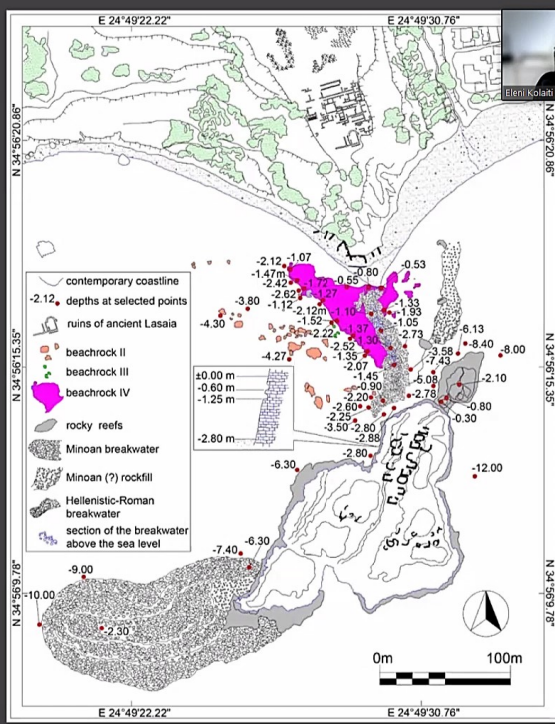 E 24°49'22.22"
E 24°49'30.76"
Eleni Kolaiti
N 34°56'20.86"
N 34°56'20.86"
-2.12
-1.07
-1.47m
-2.42
-2.62
-1.12
-1.72
-1.27
-0.55
-0.80
-0.53
-1.33
-1.93
-1.05
-2.73
-2.12m
-1.10
-1.52
-2.22
-1.37
-1.30
-2.52
-1.35
-2.07
-3.80
-4.30
-4.27
-6.13
-8.40
-8.00
-3.58
-7.43
-5.08
-2.10
-2.78
-0.80
-0.30
-1.45
-0.90
-2.20
-2.60
-2.25
-3.50
-2.80
-2.88
-2.80
-6.30
-12.00
contemporary coastline
-2.12 depths at selected points
ruins of ancient Lasaia
beachrock II
beachrock III
beachrock IV
rocky reefs
Minoan breakwater
Minoan (?) rockfill
Hellenistic-Roman
breakwater
section of the breakwater
above the sea level
±0.00 m
-0.60 m
-1.25 m
-2.80 m
N 34°56'15.35"
N 34°56'15.35"
-7.40
-6.30
-9.00
-10.00
-2.30
N 34°56'9.78"
N 34°56'9.78"
0m
100m
E 24°49'22.22"
E 24°49'30.76"